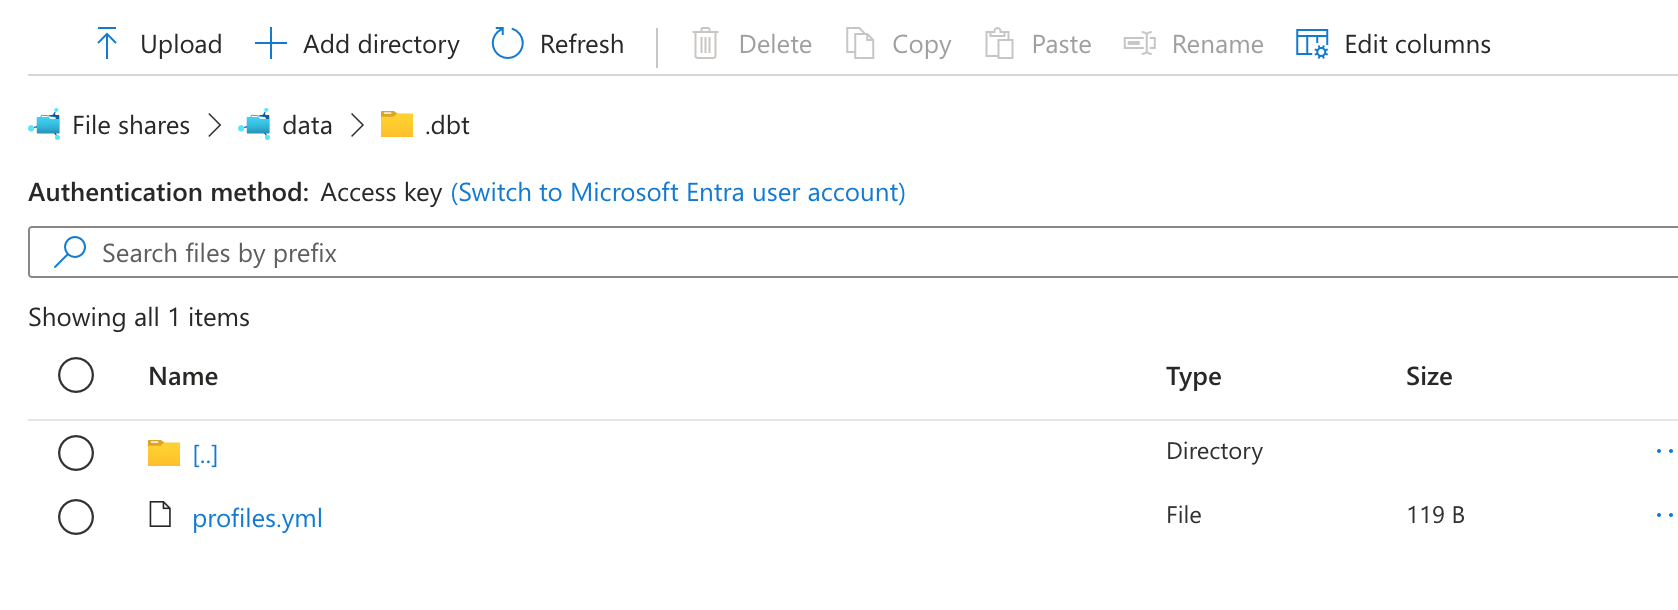 Upload Add directory Refresh Delete Copy Paste Rename Edit columns
File shares > data > .dbt
Authentication method: Access key (Switch to Microsoft Entra user account)
Search files by prefix
Showing all 1 items
Name Type Size
[..] Directory
profiles.yml File 119 B